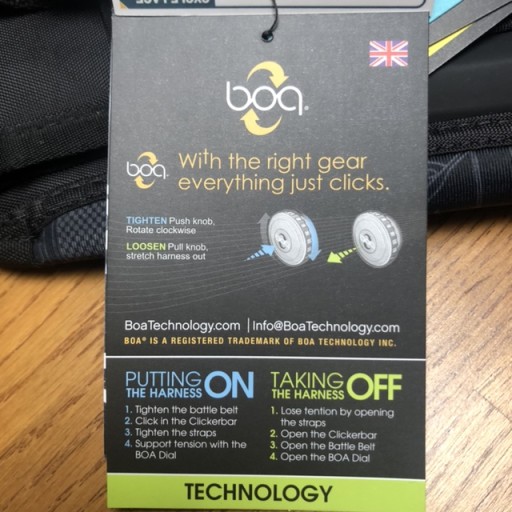 boa®
boa®
With the right gear
everything just clicks.
TIGHTEN Push knob,
Rotate clockwise
LOOSEN Pull knob,
stretch harness out
BoaTechnology.com | Info@BoaTechnology.com
BOA® IS A REGISTERED TRADEMARK OF BOA TECHNOLOGY INC.
PUTTING ON
THE HARNESS
1. Tighten the battle belt
2. Click in the Clickerbar
3. Tighten the straps
4. Support tension with the
BOA Dial
TAKING OFF
THE HARNESS
1. Lose tention by opening
the straps
2. Open the Clickerbar
3. Open the Battle Belt
4. Open the BOA Dial
TECHNOLOGY